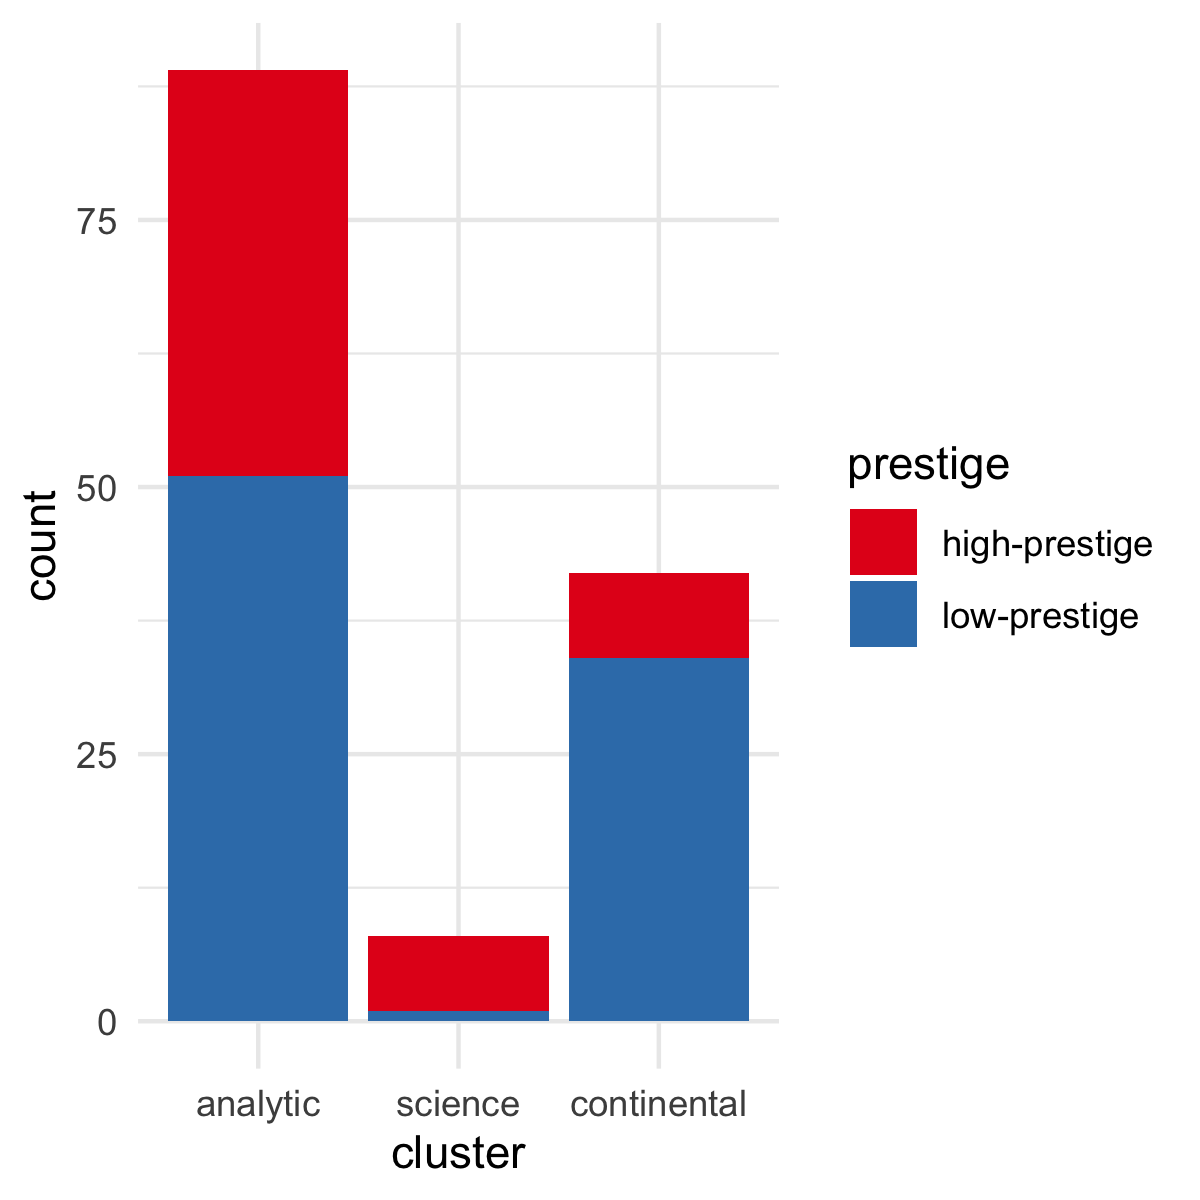 count
75
50
25
0
analytic science continental
cluster
prestige
high-prestige
low-prestige